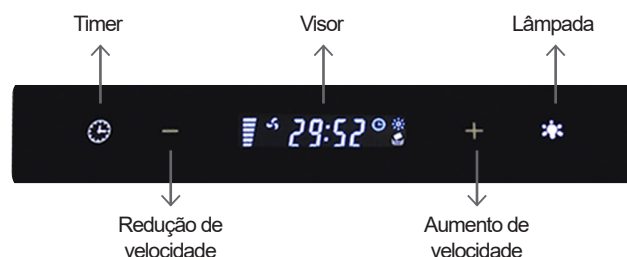 Timer
Visor
Lâmpada
29:52
Redução de
velocidade
Aumento de
velocidade